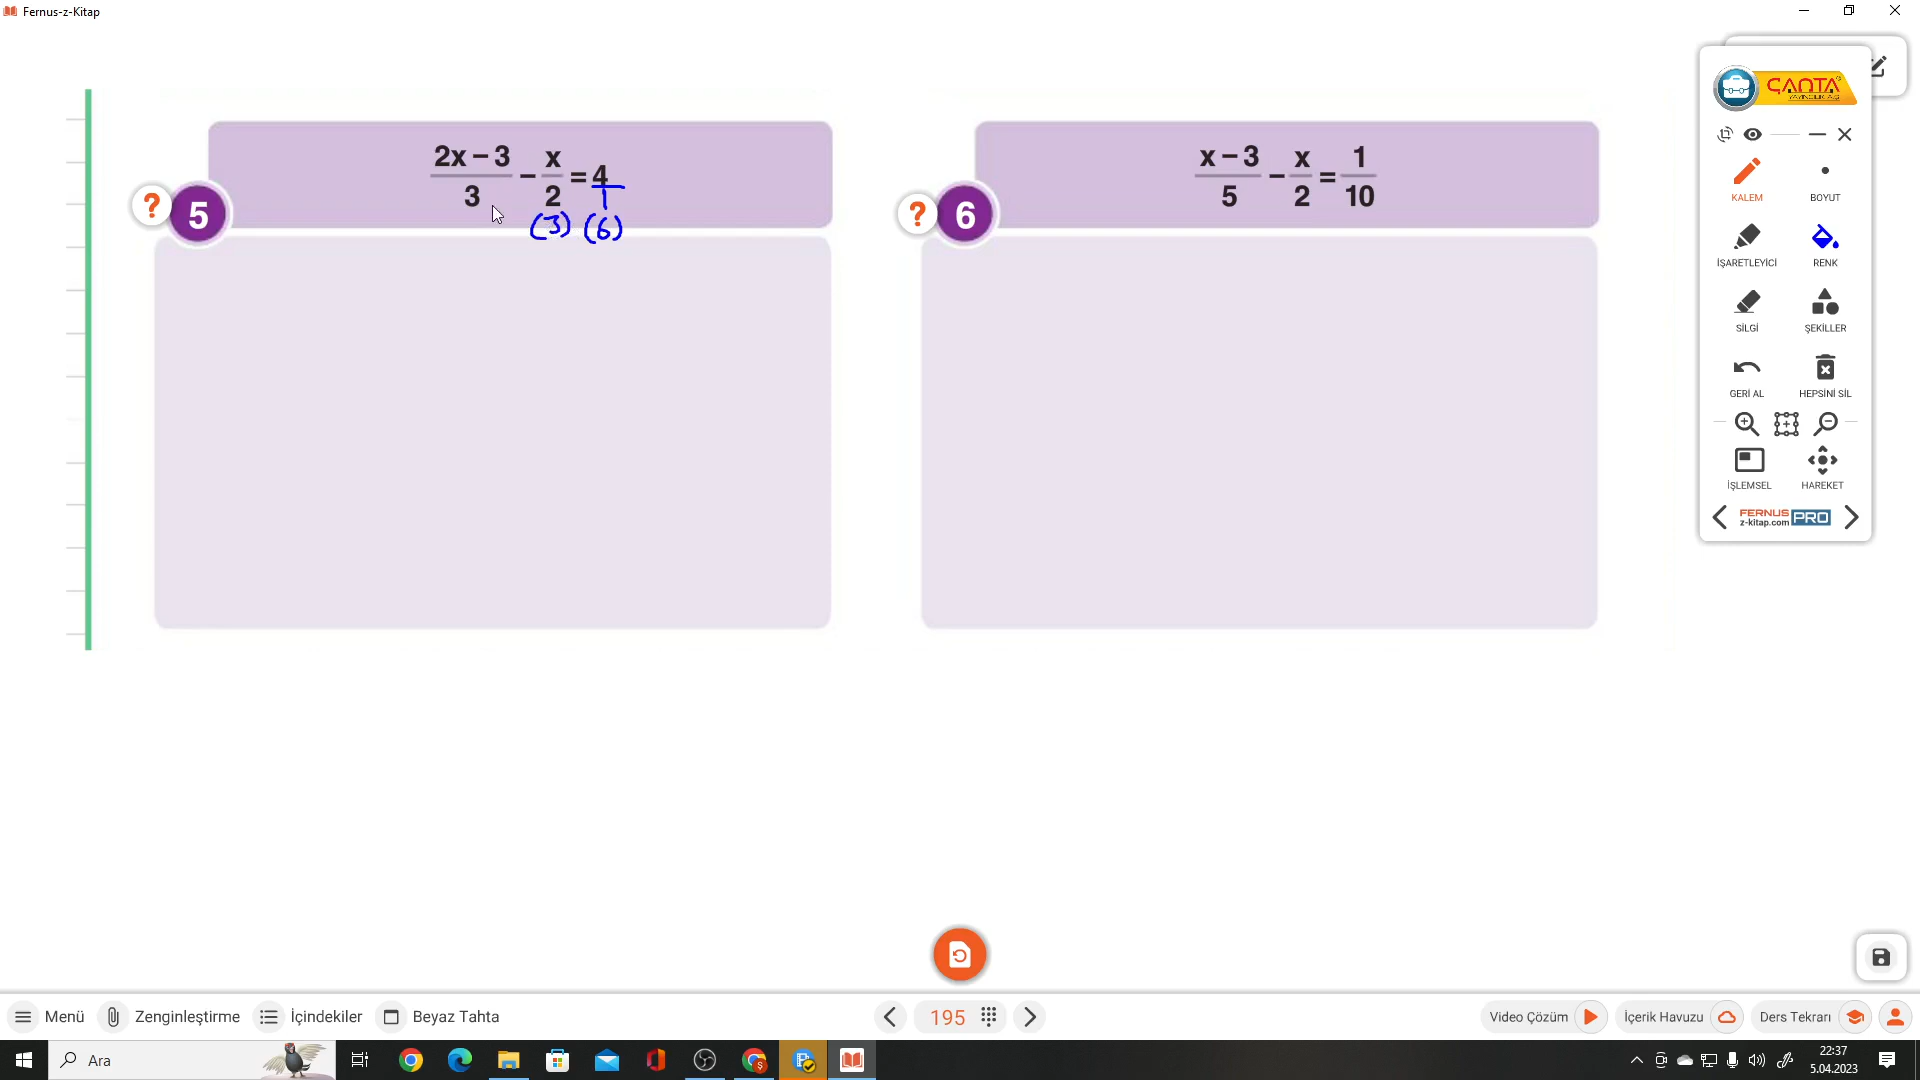 Fernus-z-Kitap
ÇANTA
YAYINCILIK A.Ş.
2x – 3 x
— – — = 4
3 2 1
(3) (6)
? 5
x – 3 x 1
— – — = —
5 2 10
? 6
KALEM BOYUT
İŞARETLEYİCİ RENK
SİLGİ ŞEKİLLER
GERİ AL HEPSİNİ SİL
İŞLEMSEL HAREKET
FERNUS
z-kitap.com PRO
Menü Zenginleştirme İçindekiler Beyaz Tahta 195 Video Çözüm İçerik Havuzu Ders Tekrarı
Ara 22:37
5.04.2023